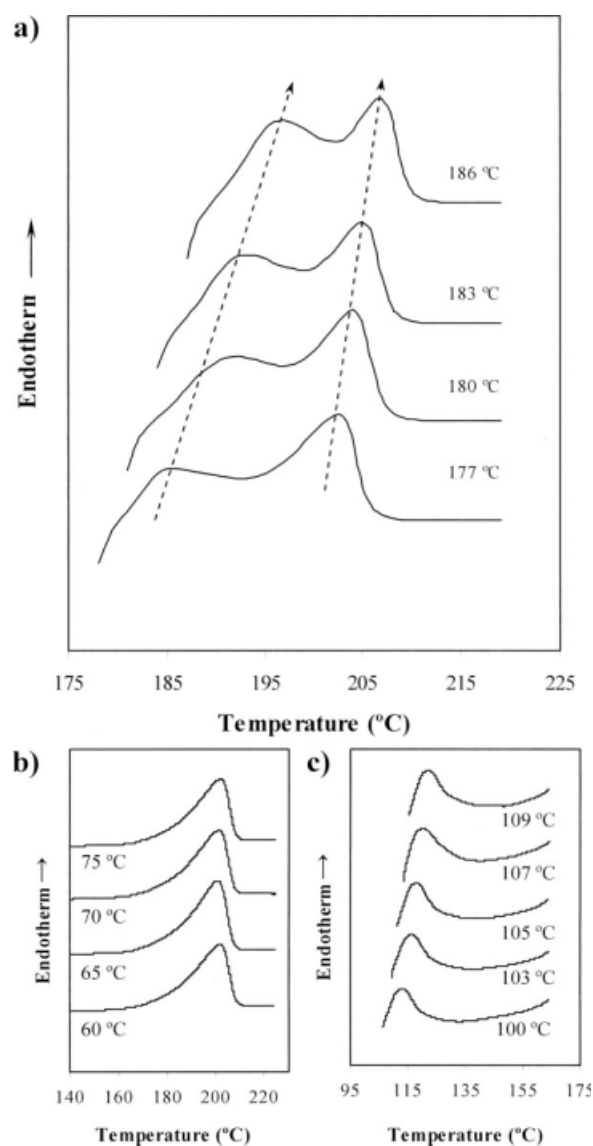 a)
Endothern →
186 °C
183 °C
180 °C
177 °C
175 185 195 205 215 225
Temperature (°C)
b)
Endotherm →
75 °C
70 °C
65 °C
60 °C
140 160 180 200 220
Temperature (°C)
c)
Endotherm →
109 °C
107 °C
105 °C
103 °C
100 °C
95 115 135 155 175
Temperature (°C)